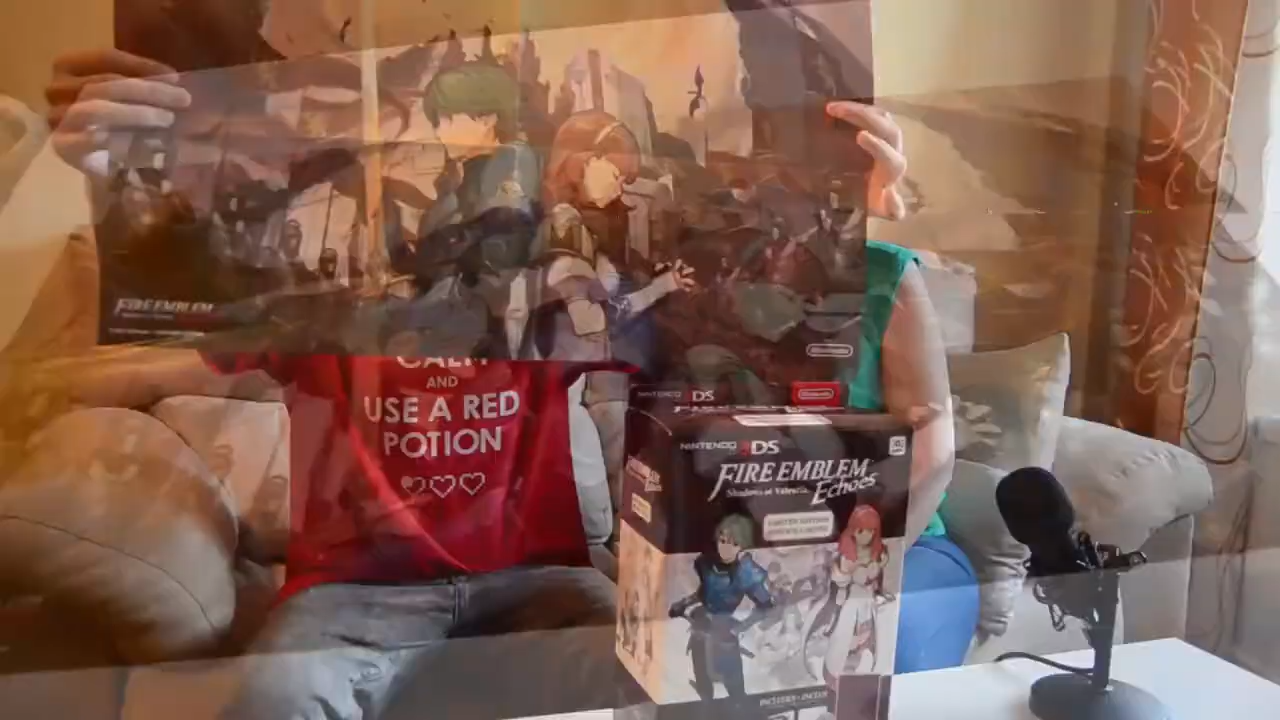 FIRE EMBLEM
Nintendo
CALM
AND
USE A RED
POTION
NINTENDO 3DS
Nintendo
NINTENDO 3DS
FIRE EMBLEM
Shadows of Valentia
Echoes
LIMITED EDITION